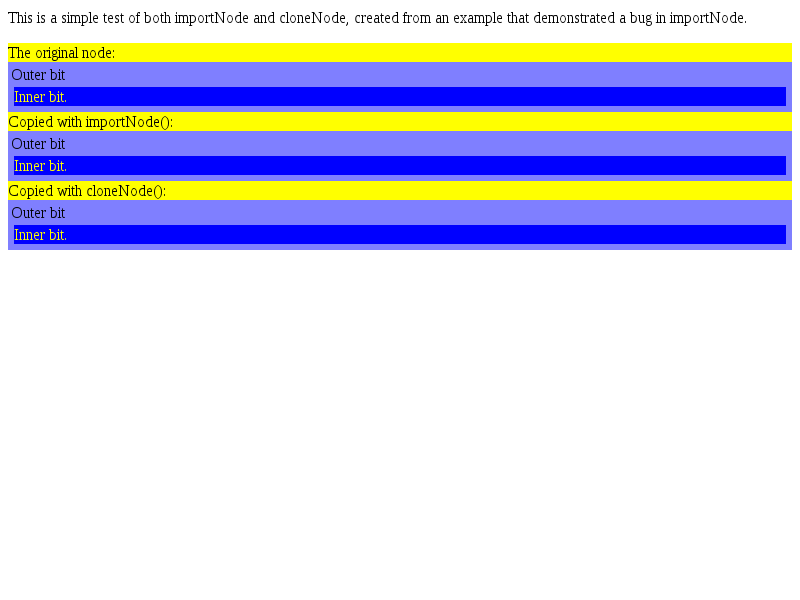 This is a simple test of both importNode and cloneNode, created from an example that demonstrated a bug in importNode.
The original node:
Outer bit
Inner bit.
Copied with importNode():
Outer bit
Inner bit.
Copied with cloneNode():
Outer bit
Inner bit.